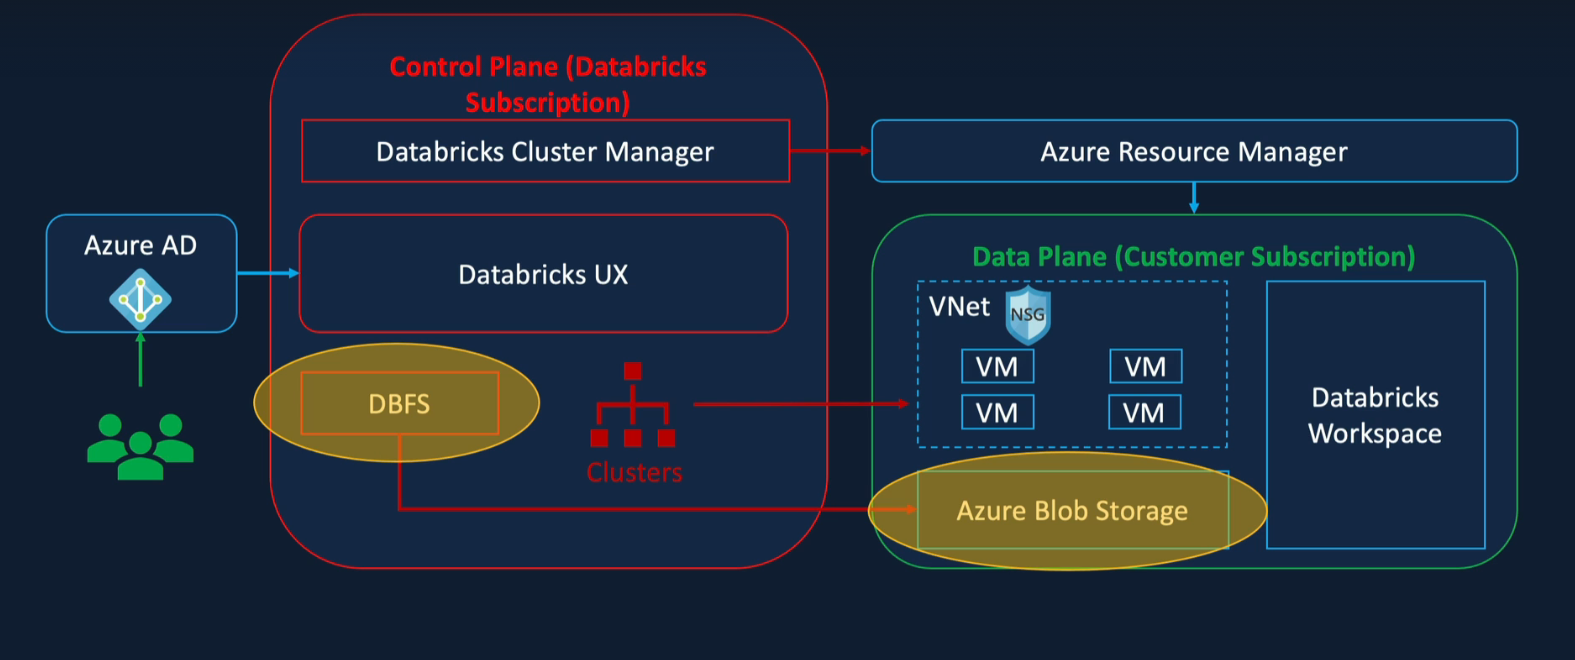 Control Plane (Databricks
Subscription)
Databricks Cluster Manager
Azure Resource Manager
Azure AD
Databricks UX
Data Plane (Customer Subscription)
VNet
NSG
VM
VM
VM
VM
Databricks
Workspace
DBFS
Clusters
Azure Blob Storage